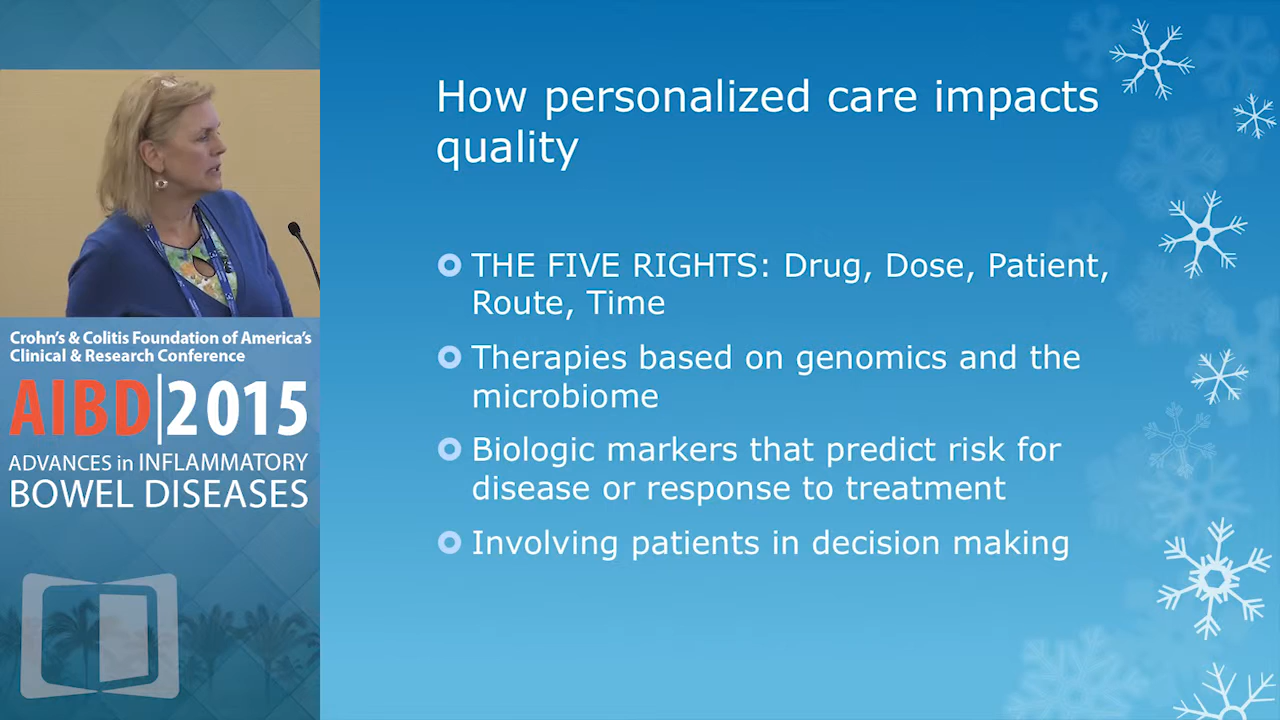 How personalized care impacts
quality
THE FIVE RIGHTS: Drug, Dose, Patient,
Route, Time
Therapies based on genomics and the
microbiome
Biologic markers that predict risk for
disease or response to treatment
Involving patients in decision making
Crohn's & Colitis Foundation of America's
Clinical & Research Conference
AIBD|2015
ADVANCES in INFLAMMATORY
BOWEL DISEASES